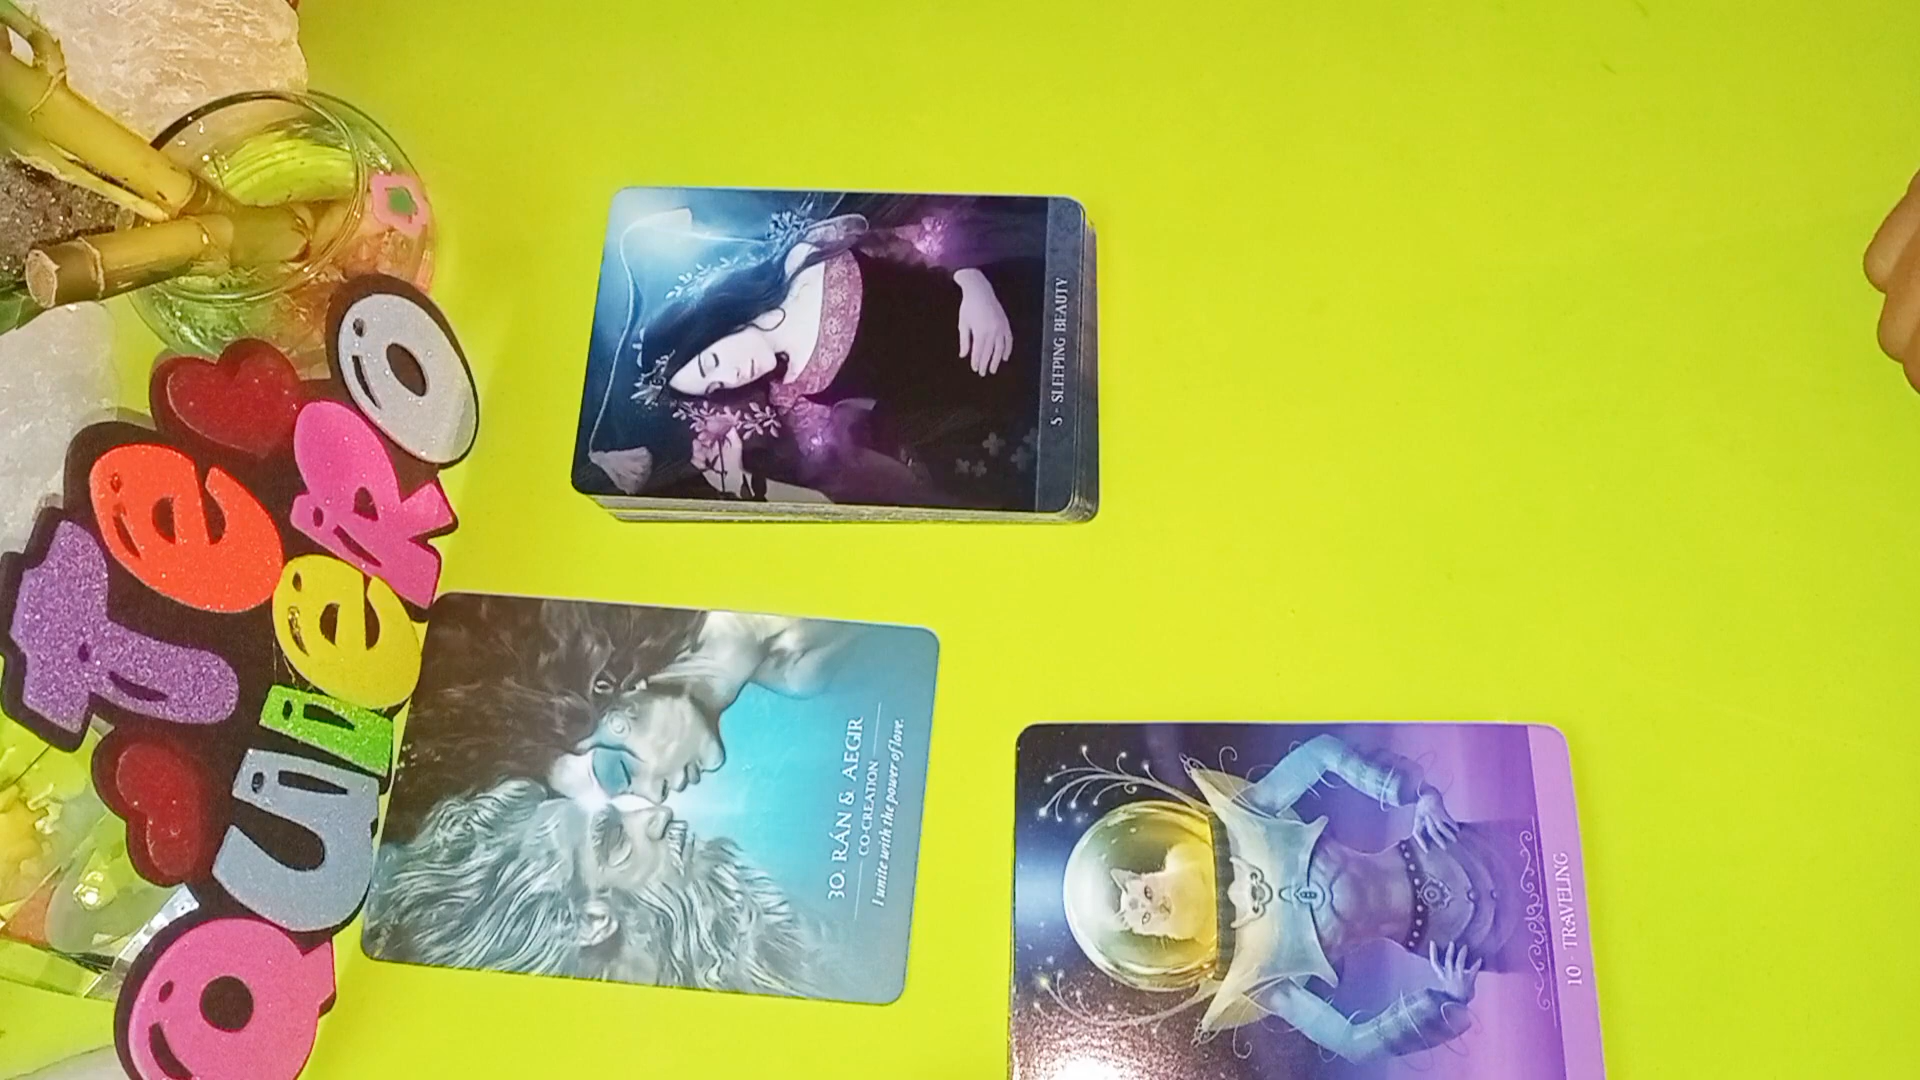 Te
QUieRO
5 - SLEEPING BEAUTY
30. RÁN & AEGIR
CO-CREATION
I unite with the power of love.
10 - TRAVELING